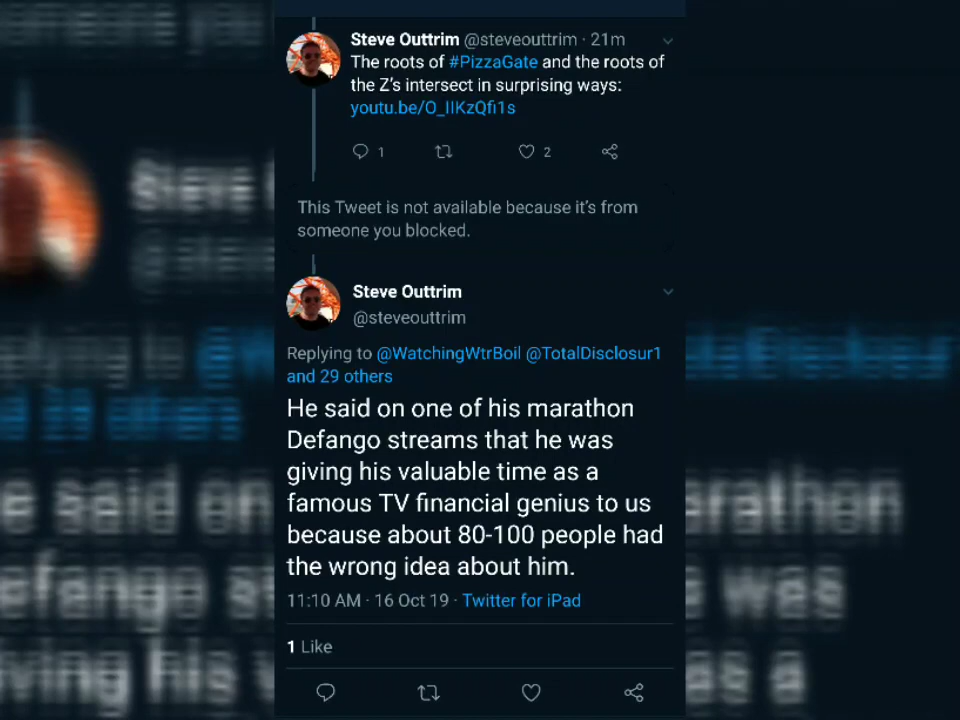 Steve Outtrim @steveouttrim · 21m
The roots of #PizzaGate and the roots of
the Z's intersect in surprising ways:
youtu.be/O_IIKzQfi1s
1 2
This Tweet is not available because it's from
someone you blocked.
Steve Outtrim
@steveouttrim
Replying to @WatchingWtrBoil @TotalDisclosur1
and 29 others
He said on one of his marathon
Defango streams that he was
giving his valuable time as a
famous TV financial genius to us
because about 80-100 people had
the wrong idea about him.
11:10 AM · 16 Oct 19 · Twitter for iPad
1 Like